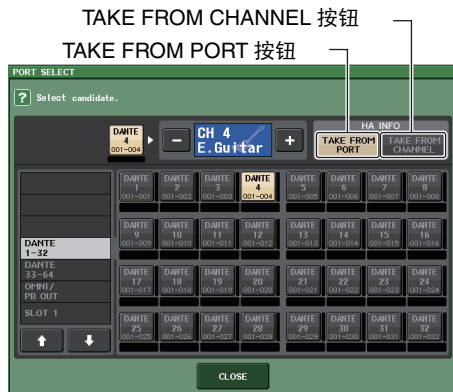 TAKE FROM CHANNEL 按钮
TAKE FROM PORT 按钮
PORT SELECT
? Select candidate.
DANTE 4 001-004
−
CH 4
E.Guitar
+
HA INFO
TAKE FROM PORT
TAKE FROM CHANNEL
DANTE 1 001-001
DANTE 2 001-002
DANTE 3 001-003
DANTE 4 001-004
DANTE 5 001-005
DANTE 6 001-006
DANTE 7 001-007
DANTE 8 001-008
DANTE 9 001-009
DANTE 10 001-010
DANTE 11 001-011
DANTE 12 001-012
DANTE 13 001-013
DANTE 14 001-014
DANTE 15 001-015
DANTE 16 001-016
DANTE 17 001-017
DANTE 18 001-018
DANTE 19 001-019
DANTE 20 001-020
DANTE 21 001-021
DANTE 22 001-022
DANTE 23 001-023
DANTE 24 001-024
DANTE 25 001-025
DANTE 26 001-026
DANTE 27 001-027
DANTE 28 001-028
DANTE 29 001-029
DANTE 30 001-030
DANTE 31 001-031
DANTE 32 001-032
DANTE 1-32
DANTE 33-64
OMNI/ PB OUT
SLOT 1
CLOSE